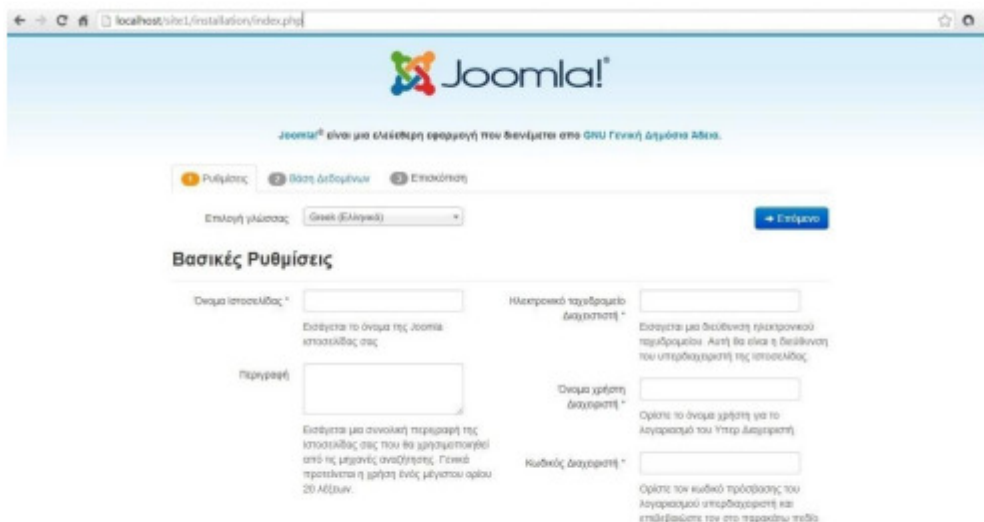 localhost/site1/installation/index.php
Joomla!®
Joomla!® είναι μια ελεύθερη εφαρμογή που διανέμεται απο GNU Γενική Δημόσια Άδεια.
1 Ρυθμίσεις 2 Βάση Δεδομένων 3 Επισκόπηση
Επιλογή γλώσσας Greek (Ελληνικά) Επόμενο
Βασικές Ρυθμίσεις
Όνομα Ιστοσελίδας *
Εισάγεται το όνομα της Joomla
ιστοσελίδας σας
Περιγραφή
Εισάγεται μια συνολική περιγραφή της
ιστοσελίδας σας που θα χρησιμοποιηθεί
από τις μηχανές αναζήτησης. Γενικά
προτείνεται η χρήση ενός μέγιστου ορίου
20 λέξεων.
Ηλεκτρονικό ταχυδρομείο
Διαχειριστή *
Εισαγεται μια διεύθυνση ηλεκτρονικού
ταχυδρομείου. Αυτή θα είναι η διεύθυνση
του υπερδιαχειριστή της ιστοσελίδας.
Όνομα χρήστη
Διαχειριστή *
Ορίστε το όνομα χρήστη για το
λογαριασμό του Υπερ Διαχειριστή.
Κωδικός Διαχειριστή *
Ορίστε τον κωδικό πρόσβασης του
λογαριασμού υπερδιαχειριστή και
επιβεβαιώστε τον στο παρακάτω πεδίο